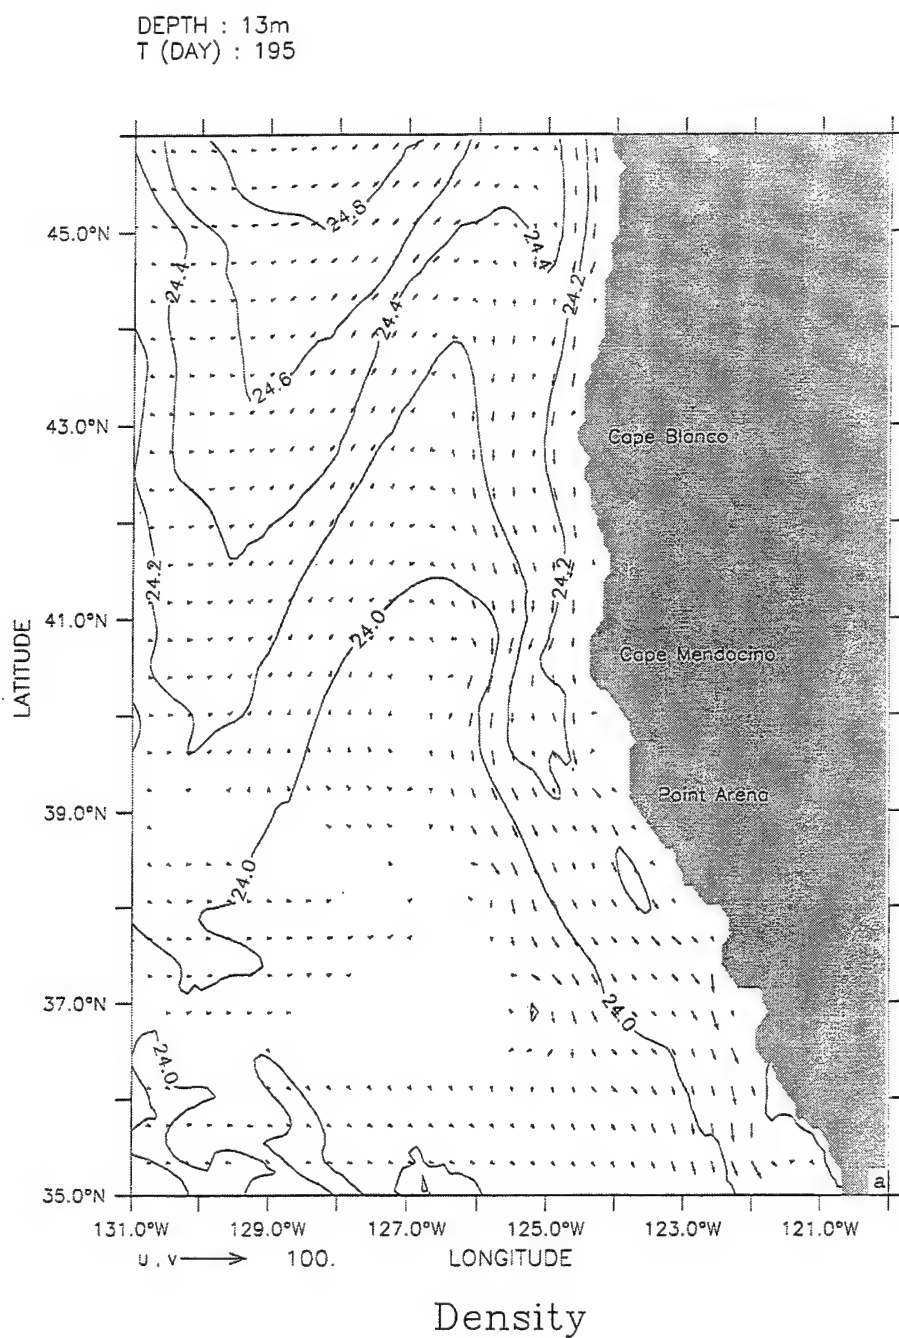 DEPTH : 13m
T (DAY) : 195
45.0°N
43.0°N
41.0°N
39.0°N
37.0°N
35.0°N
LATITUDE
24.8
24.4
24.4
24.4
24.2
24.6
24.2
24.2
24.0
24.0
24.0
24.0
Cape Blanco
Cape Mendocino
Point Arena
a
131.0°W 129.0°W 127.0°W 125.0°W 123.0°W 121.0°W
u , v 100. LONGITUDE
Density